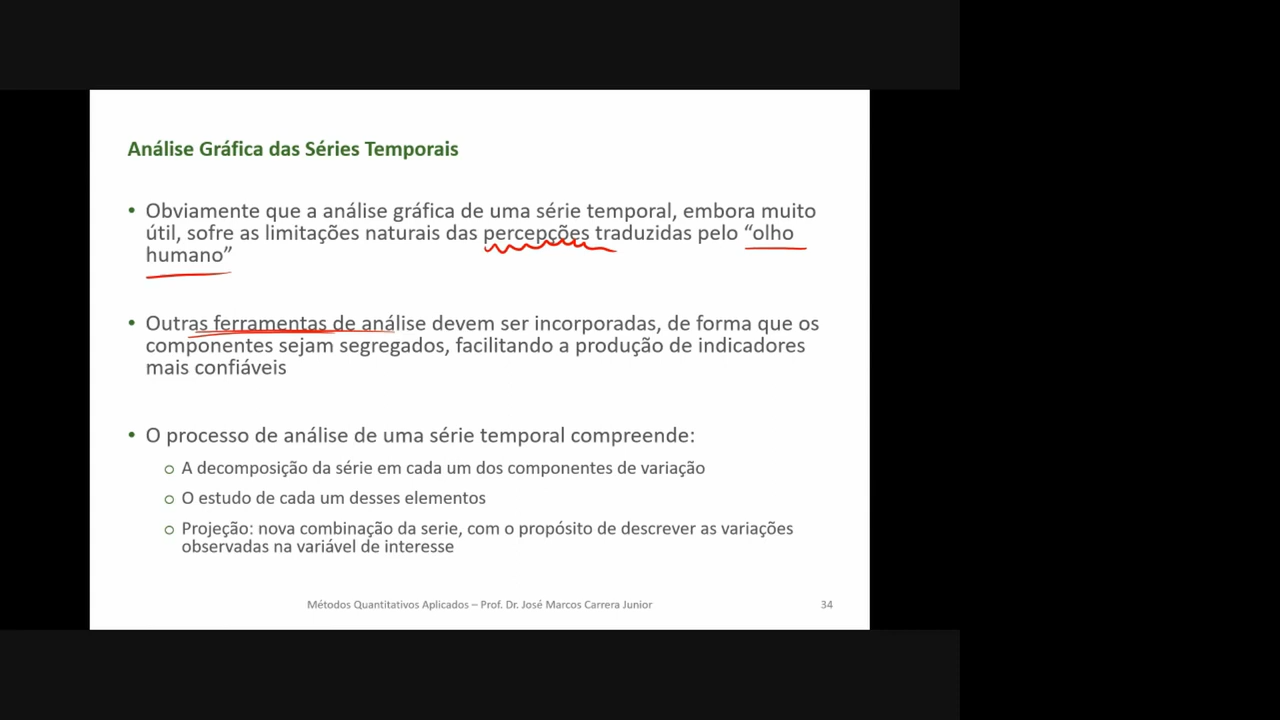 Análise Gráfica das Séries Temporais
• Obviamente que a análise gráfica de uma série temporal, embora muito
útil, sofre as limitações naturais das percepções traduzidas pelo “olho
humano”
• Outras ferramentas de análise devem ser incorporadas, de forma que os
componentes sejam segregados, facilitando a produção de indicadores
mais confiáveis
• O processo de análise de uma série temporal compreende:
o A decomposição da série em cada um dos componentes de variação
o O estudo de cada um desses elementos
o Projeção: nova combinação da serie, com o propósito de descrever as variações
observadas na variável de interesse
Métodos Quantitativos Aplicados – Prof. Dr. José Marcos Carrera Junior 34